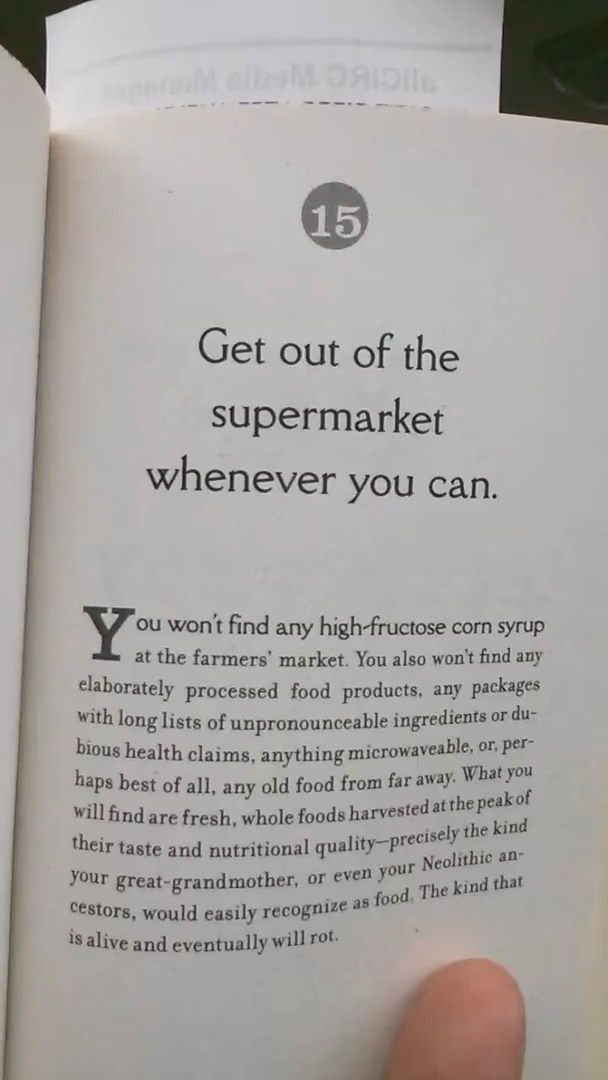 15
Get out of the
supermarket
whenever you can.
You won't find any high-fructose corn syrup
at the farmers' market. You also won't find any
elaborately processed food products, any packages
with long lists of unpronounceable ingredients or du-
bious health claims, anything microwaveable, or, per-
haps best of all, any old food from far away. What you
will find are fresh, whole foods harvested at the peak of
their taste and nutritional quality—precisely the kind
your great-grandmother, or even your Neolithic an-
cestors, would easily recognize as food. The kind that
is alive and eventually will rot.